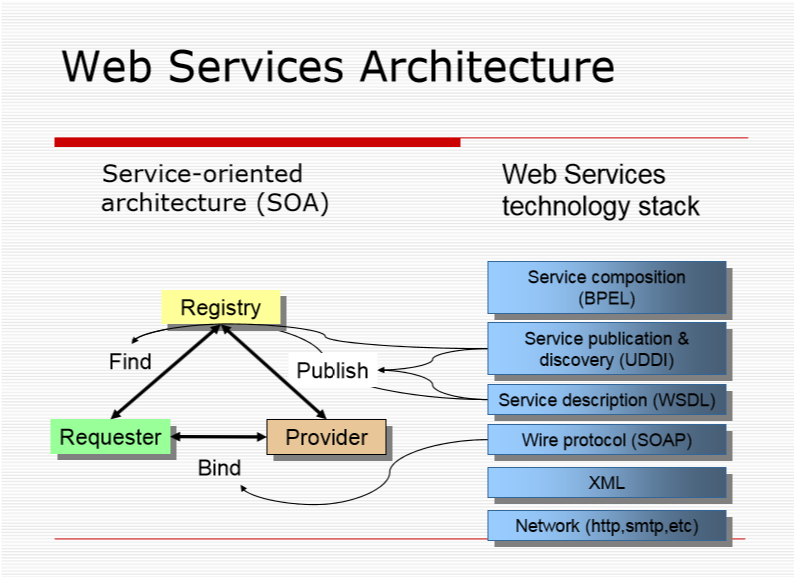 Web Services Architecture
Service-oriented
architecture (SOA)
Web Services
technology stack
Registry
Find
Publish
Requester
Provider
Bind
Service composition
(BPEL)
Service publication &
discovery (UDDI)
Service description (WSDL)
Wire protocol (SOAP)
XML
Network (http,smtp,etc)